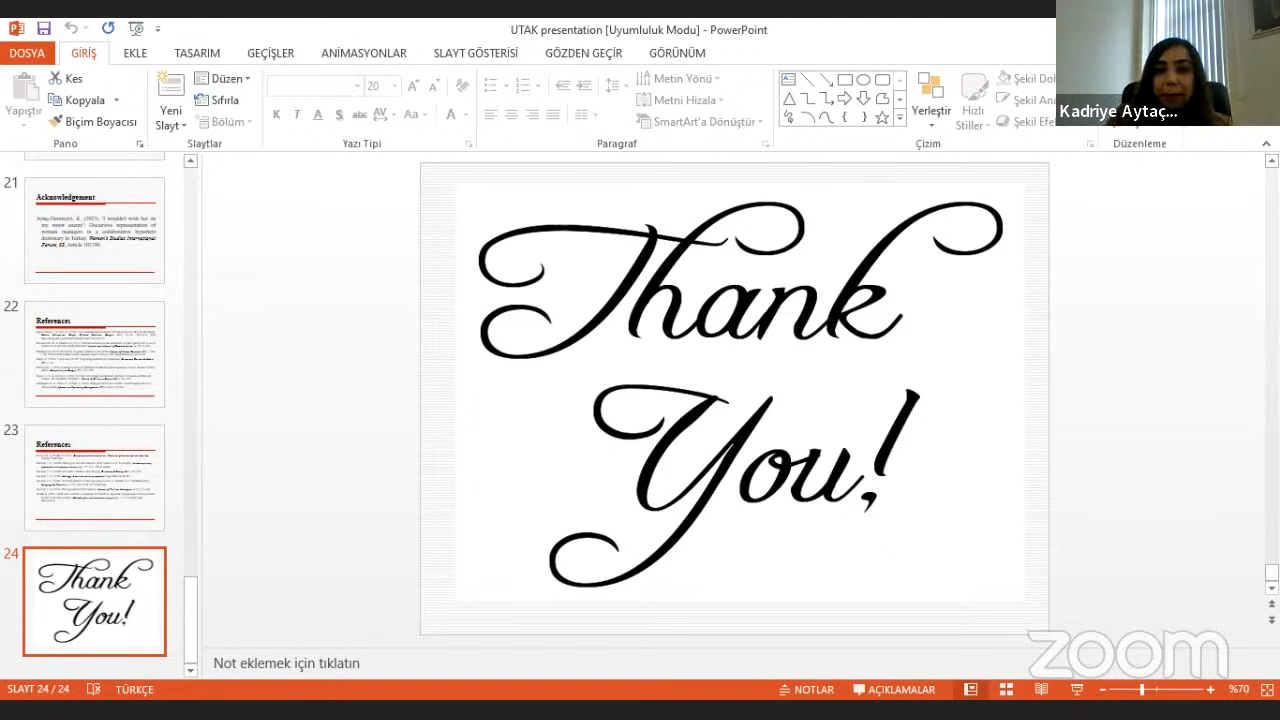 UTAK presentation [Uyumluluk Modu] - PowerPoint
DOSYA GİRİŞ EKLE TASARIM GEÇİŞLER ANİMASYONLAR SLAYT GÖSTERİSİ GÖZDEN GEÇİR GÖRÜNÜM
Yapıştır
Kes
Kopyala
Biçim Boyacısı
Pano
Yeni
Slayt
Düzen
Sıfırla
Bölüm
Slaytlar
20
K T A S abc AV Aa A
Yazı Tipi
Metin Yönü
Metni Hizala
SmartArt'a Dönüştür
Paragraf
Yerleştir
Hızlı
Stiller
Şekil Dol
Şekil Ana
Şekil Efe
Çizim
Düzenleme
Kadriye Aytaç...
21
Acknowledgement
22
References
23
References
24
Thank
You!
Thank
You!
Not eklemek için tıklatın
zoom
SLAYT 24 / 24 TÜRKÇE NOTLAR AÇIKLAMALAR %70